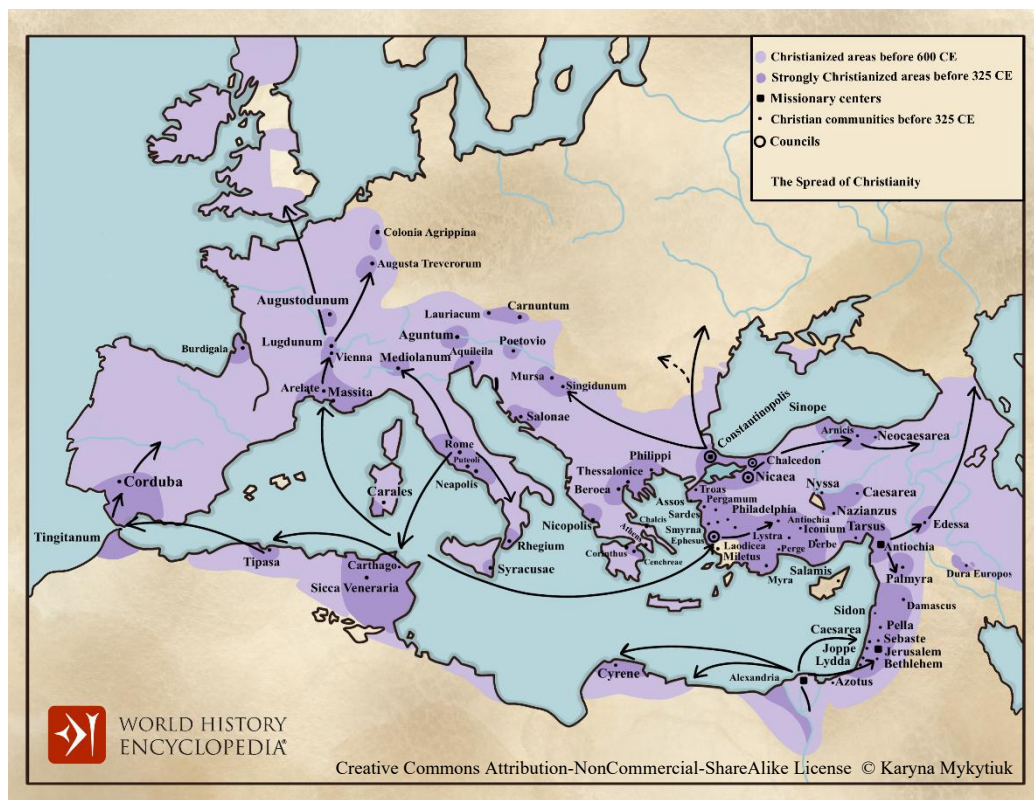 Christianized areas before 600 CE
Strongly Christianized areas before 325 CE
Missionary centers
Christian communities before 325 CE
Councils
The Spread of Christianity
Colonia Agrippina
Augusta Treverorum
Augustodunum
Lauriacum
Carnuntum
Burdigala
Lugdunum
Vienna
Aguntum
Poetovio
Mediolanum
Aquileila
Arelate
Massita
Mursa
Singidunum
Salonae
Constantinopolis
Sinope
Arnicis
Neocaesarea
Corduba
Rome
Puteoli
Neapolis
Carales
Philippi
Thessalonice
Beroea
Chalcedon
Nicaea
Nyssa
Caesarea
Troas
Assos
Pergamum
Nazianzus
Sardes
Philadelphia
Nicopolis
Chalcis
Smyrna
Antiochia
Iconium
Tarsus
Edessa
Tingitanum
Rhegium
Athens
Ephesus
Lystra
Derbe
Corinthus
Cenchreae
Laodicea
Miletus
Perge
Antiochia
Tipasa
Carthago
Syracusae
Myra
Salamis
Palmyra
Dura Europos
Sicca Veneraria
Sidon
Damascus
Caesarea
Pella
Sebaste
Joppe
Jerusalem
Lydda
Bethlehem
Cyrene
Alexandria
Azotus
WORLD HISTORY
ENCYCLOPEDIA®
Creative Commons Attribution-NonCommercial-ShareAlike License © Karyna Mykytiuk